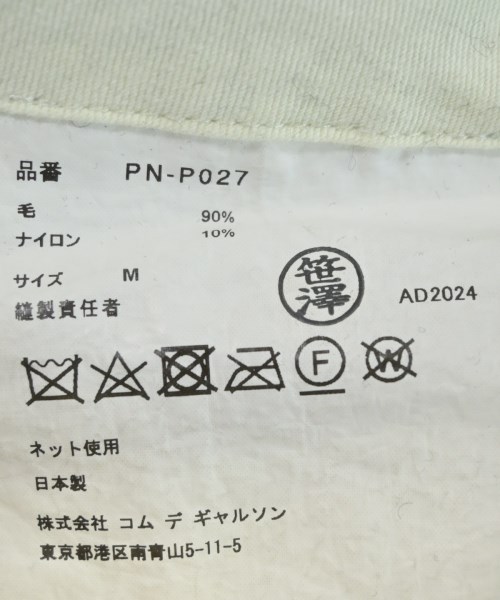 品番 PN-P027
毛 90%
ナイロン 10%
サイズ M
縫製責任者 笹澤 AD2024
F W
ネット使用
日本製
株式会社 コム デ ギャルソン
東京都港区南青山5-11-5